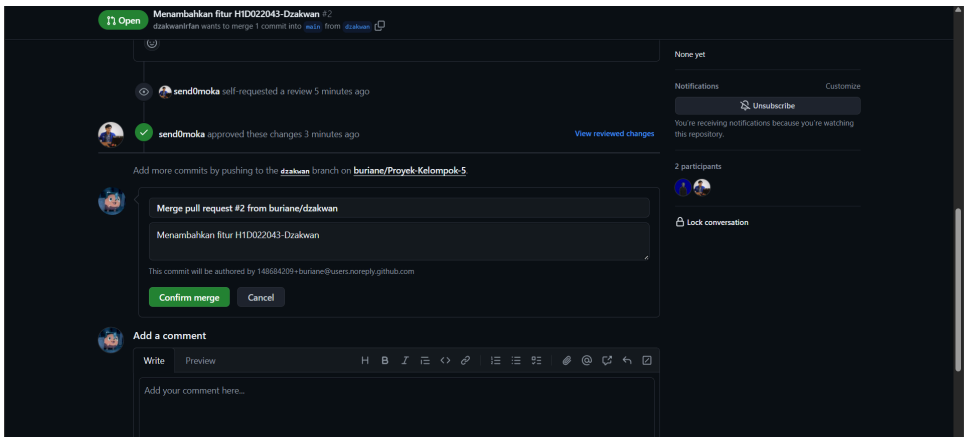 Open
Menambahkan fitur H1D022043-Dzakwan #2
dzakwanirfan wants to merge 1 commit into main from dzakwan
send0moka self-requested a review 5 minutes ago
send0moka approved these changes 3 minutes ago
View reviewed changes
Add more commits by pushing to the dzakwan branch on buriane/Proyek-Kelompok-5.
Merge pull request #2 from buriane/dzakwan
Menambahkan fitur H1D022043-Dzakwan
This commit will be authored by 148684209+buriane@users.noreply.github.com
Confirm merge Cancel
Add a comment
Write Preview
H B I
Add your comment here...
None yet
Notifications Customize
Unsubscribe
You're receiving notifications because you're watching
this repository.
2 participants
Lock conversation